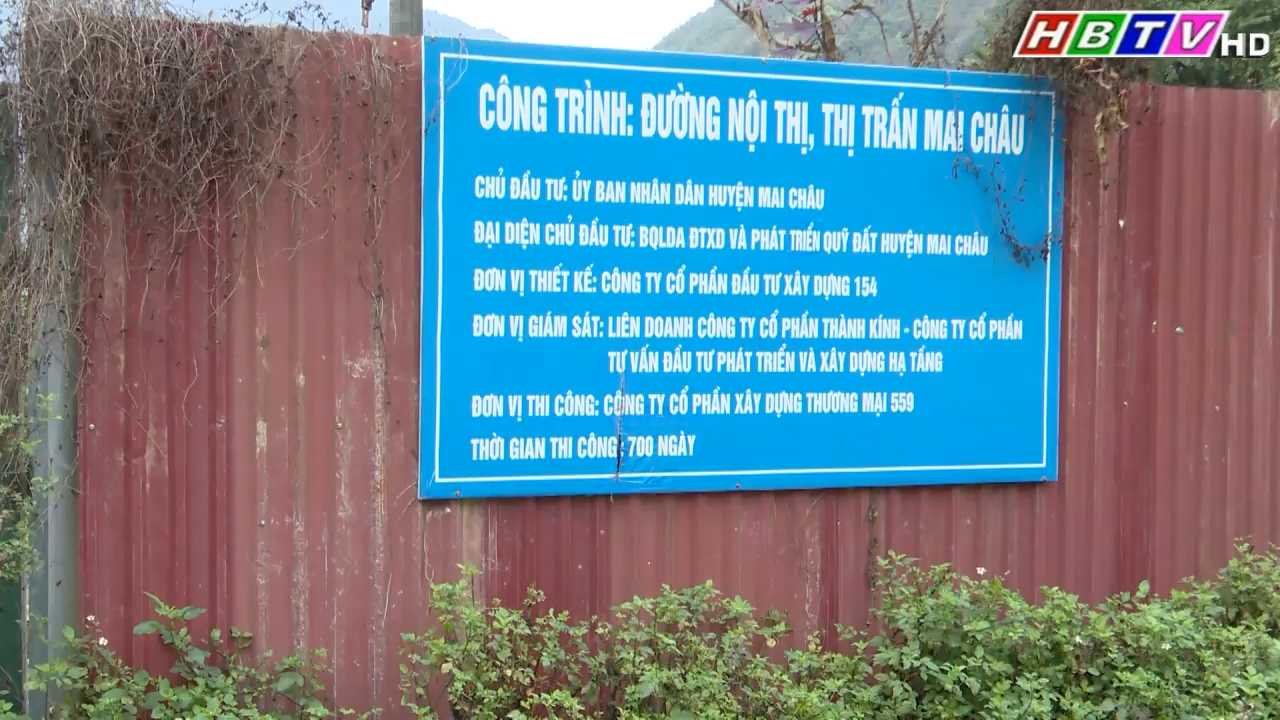 HBTV HD
CÔNG TRÌNH: ĐƯỜNG NỘI THỊ, THỊ TRẤN MAI CHÂU
CHỦ ĐẦU TƯ: ỦY BAN NHÂN DÂN HUYỆN MAI CHÂU
ĐẠI DIỆN CHỦ ĐẦU TƯ: BQLDA ĐTXD VÀ PHÁT TRIỂN QUỸ ĐẤT HUYỆN MAI CHÂU
ĐƠN VỊ THIẾT KẾ: CÔNG TY CỔ PHẦN ĐẦU TƯ XÂY DỰNG 154
ĐƠN VỊ GIÁM SÁT: LIÊN DOANH CÔNG TY CỔ PHẦN THÀNH KÍNH - CÔNG TY CỔ PHẦN
TƯ VẤN ĐẦU TƯ PHÁT TRIỂN VÀ XÂY DỰNG HẠ TẦNG
ĐƠN VỊ THI CÔNG: CÔNG TY CỔ PHẦN XÂY DỰNG THƯƠNG MẠI 559
THỜI GIAN THI CÔNG: 700 NGÀY